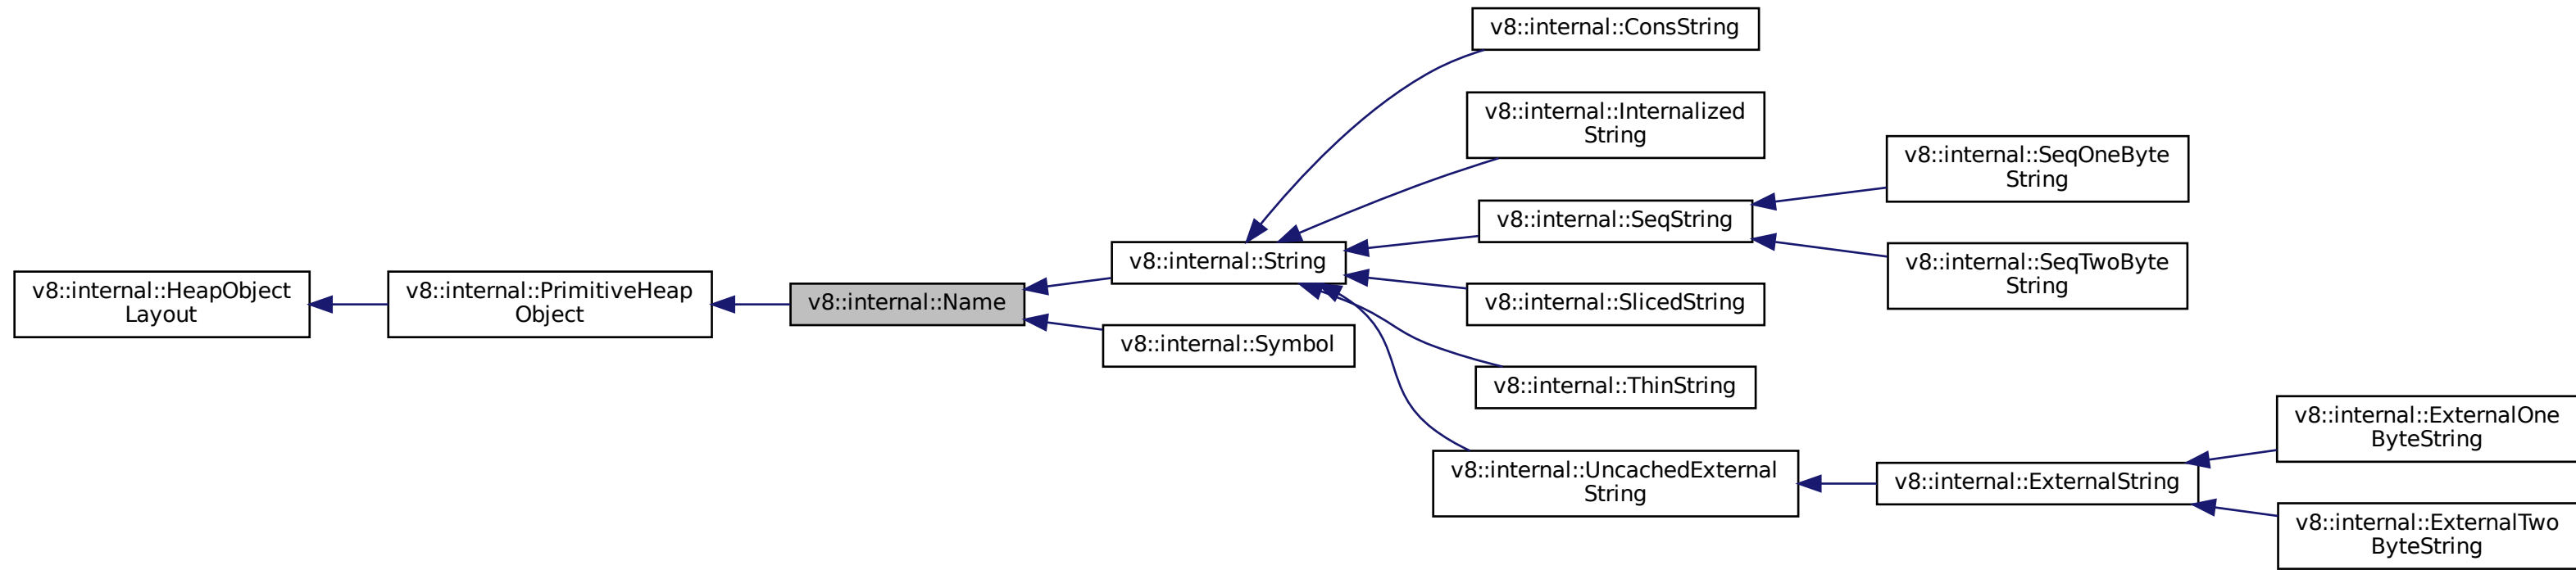 v8::internal::HeapObject
Layout
v8::internal::PrimitiveHeap
Object
v8::internal::Name
v8::internal::String
v8::internal::Symbol
v8::internal::ConsString
v8::internal::Internalized
String
v8::internal::SeqString
v8::internal::SlicedString
v8::internal::ThinString
v8::internal::UncachedExternal
String
v8::internal::SeqOneByte
String
v8::internal::SeqTwoByte
String
v8::internal::ExternalString
v8::internal::ExternalOne
ByteString
v8::internal::ExternalTwo
ByteString